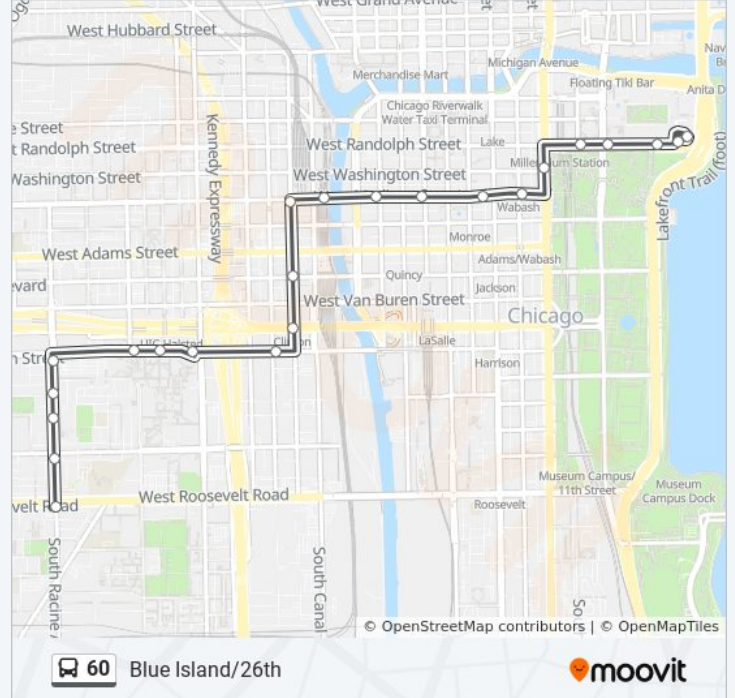 West Grand Avenue
West Hubbard Street
Michigan Avenue
Merchandise Mart
Floating Tiki Bar
Anita D
Chicago Riverwalk
Water Taxi Terminal
e Street
t Randolph Street
West Randolph Street
Lake
Kennedy Expressway
Washington Street
West Washington Street
Millennium Station
Lakefront Trail (foot)
Wabash
Monroe
West Adams Street
Adams/Wabash
Quincy
evard
Jackson
West Van Buren Street
Chicago
UIC Halsted
Clinton
LaSalle
Harrison
Museum Campus/
11th Street
Museum
Campus Dock
West Roosevelt Road
Roosevelt
South Racine
South Canal
© OpenStreetMap contributors | © OpenMapTiles
60 Blue Island/26th
moovit